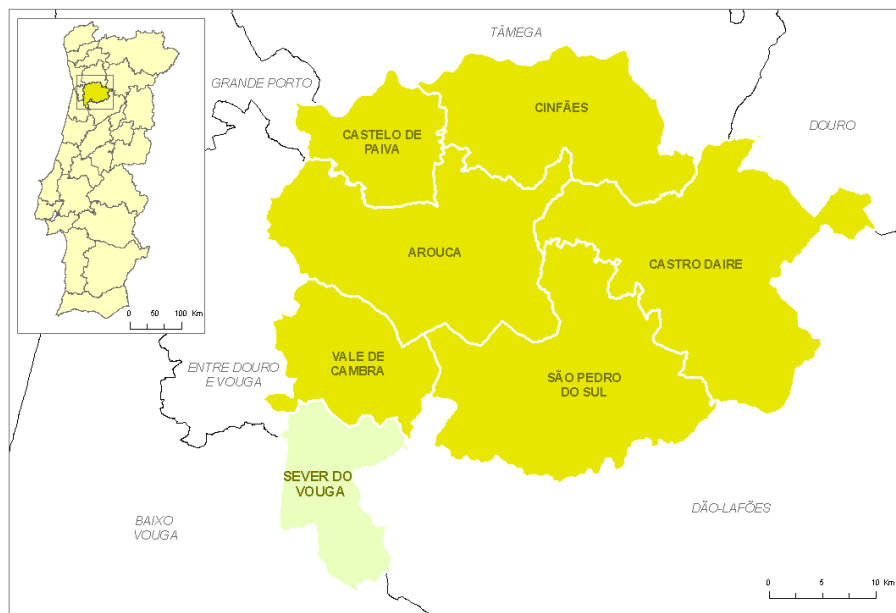 TÂMEGA
GRANDE PORTO
CINFÃES
DOURO
CASTELO DE
PAIVA
AROUCA
CASTRO DAIRE
0 50 100 Km
ENTRE DOURO
E VOUGA
VALE DE
CAMBRA
SÃO PEDRO
DO SUL
SEVER DO
VOUGA
BAIXO
VOUGA
DÃO-LAFÕES
0 5 10 Km